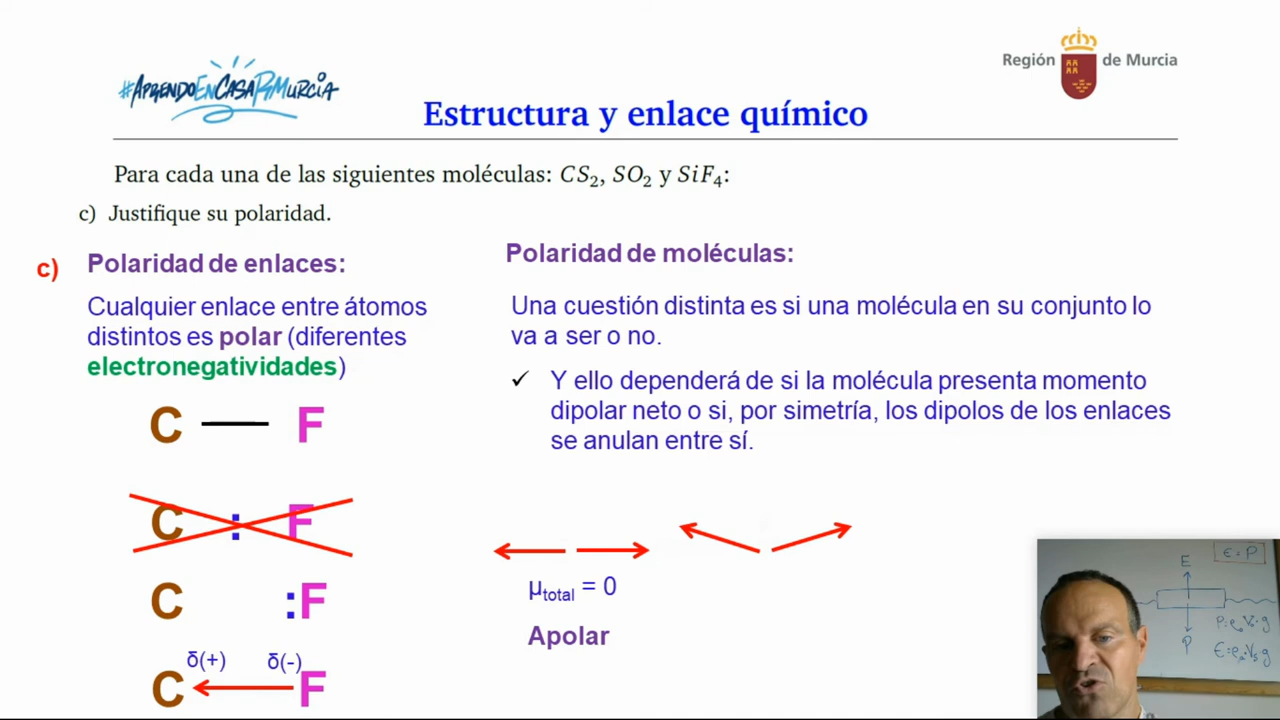 #AprendoEnCasaRMurcia
Región de Murcia
Estructura y enlace químico
Para cada una de las siguientes moléculas: CS₂, SO₂ y SiF₄:
c) Justifique su polaridad.
c)
Polaridad de enlaces:
Cualquier enlace entre átomos
distintos es polar (diferentes
electronegatividades)
C F
C : F
C :F
δ(+) δ(-)
C F
Polaridad de moléculas:
Una cuestión distinta es si una molécula en su conjunto lo
va a ser o no.
✓ Y ello dependerá de si la molécula presenta momento
dipolar neto o si, por simetría, los dipolos de los enlaces
se anulan entre sí.
μtotal = 0
Apolar
E = P
E
P